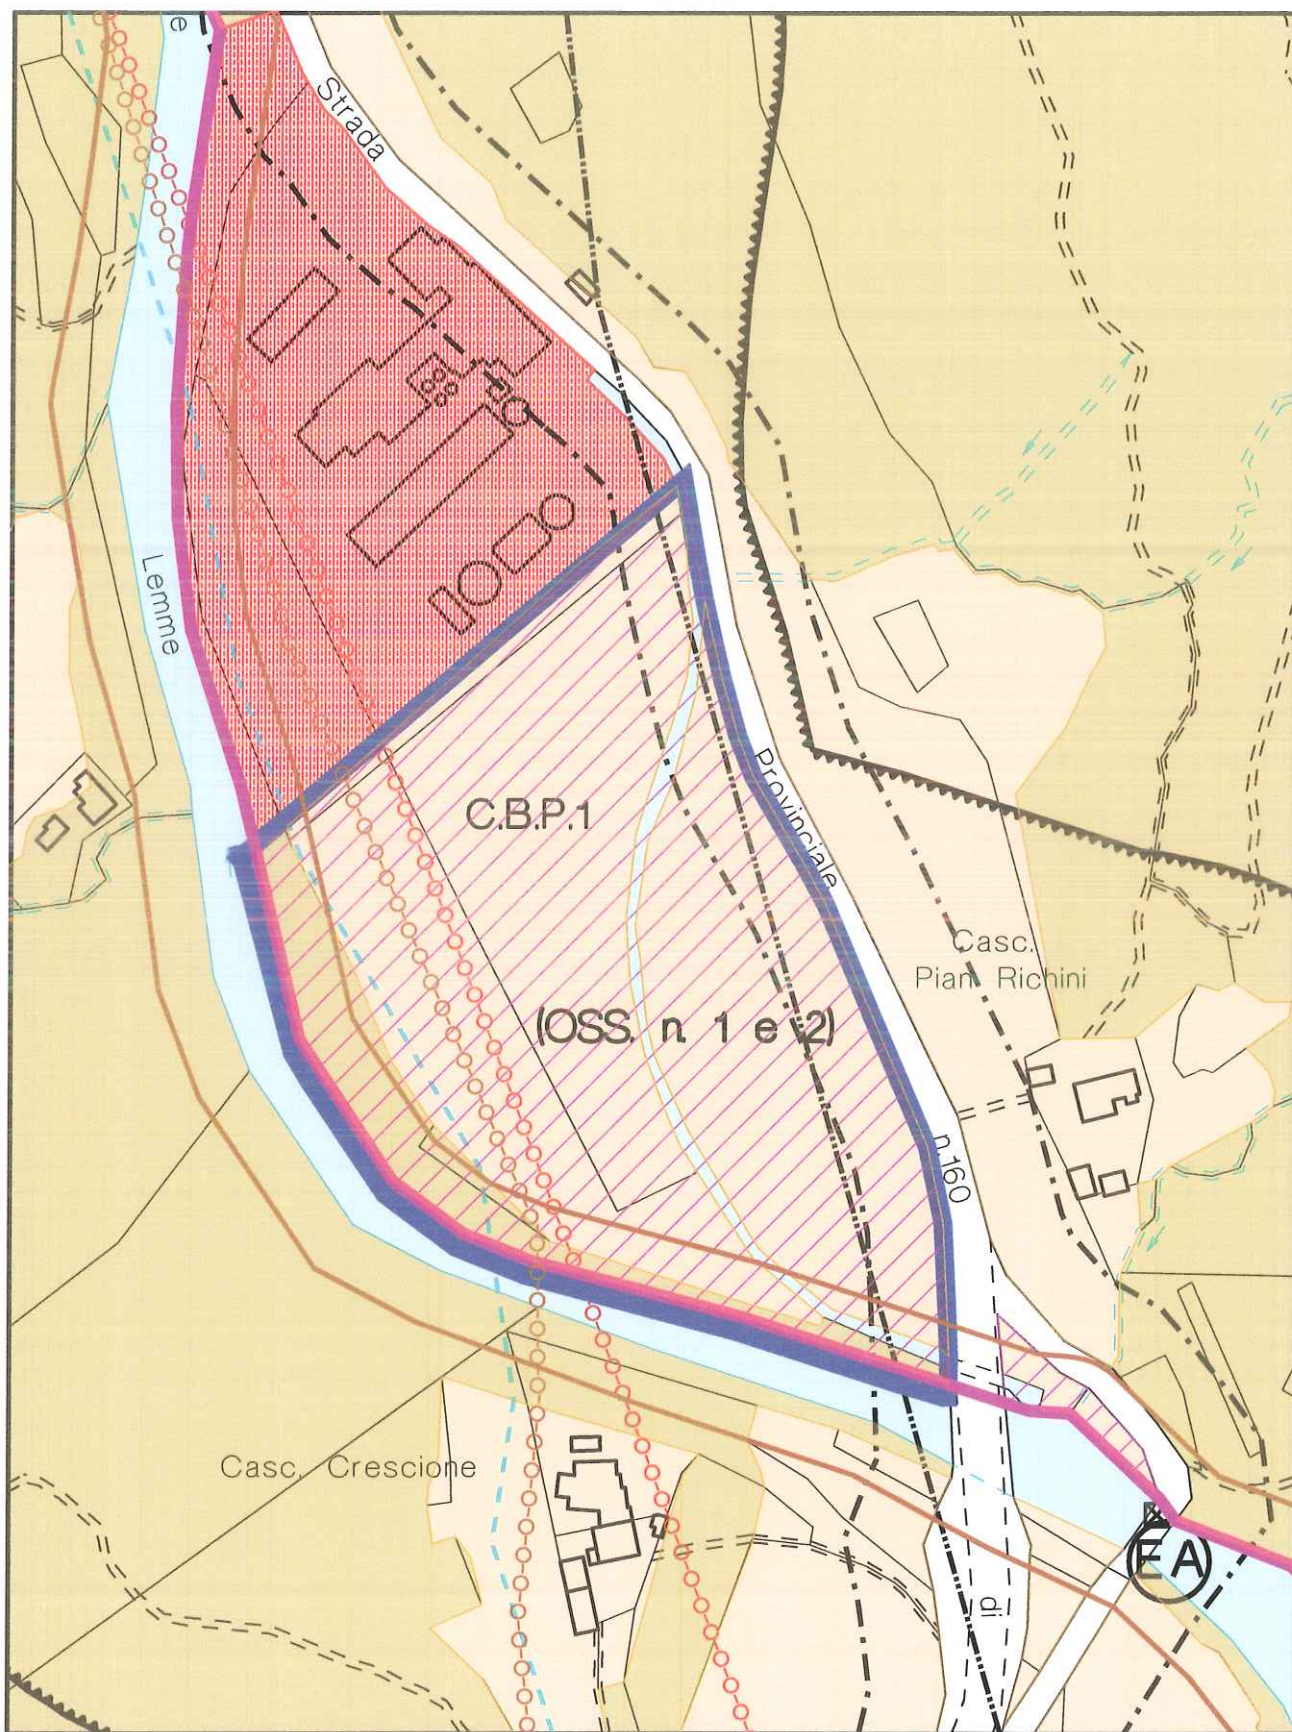 e
Strada
Lemme
Provinciale
C.B.P.1
Casc.
Pian Richini
(OSS. n. 1 e 2)
n.160
Casc. Crescione
EA
di